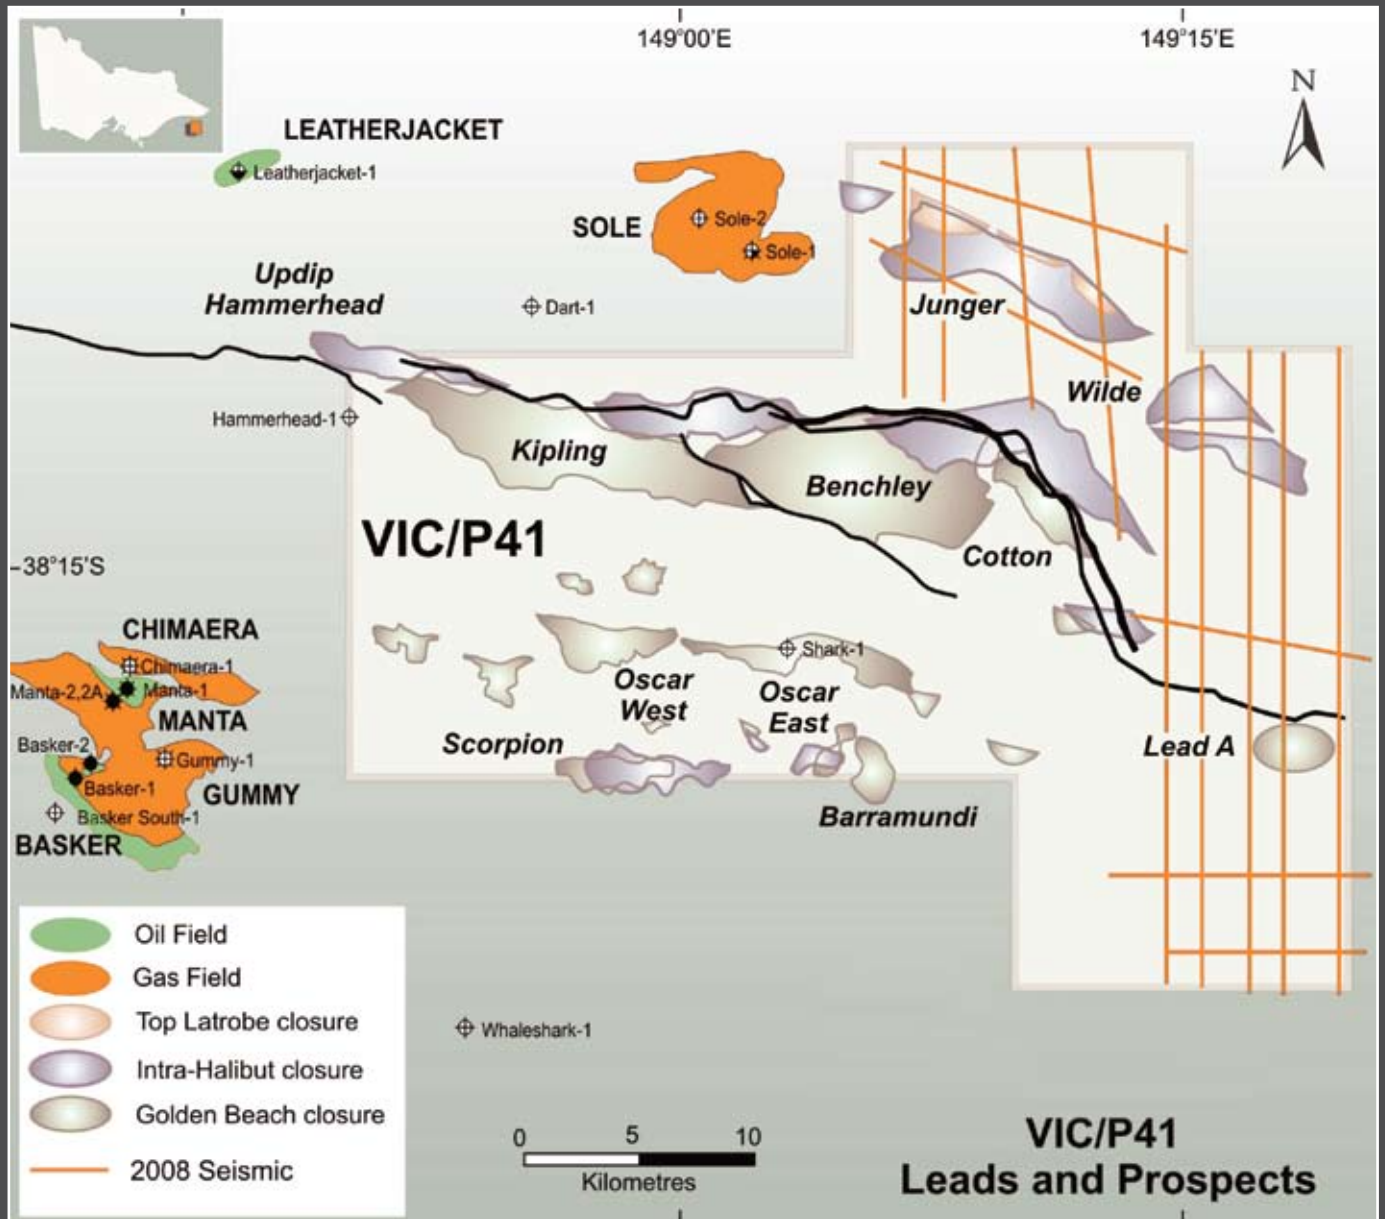 149°00'E
149°15'E
N
LEATHERJACKET
Leatherjacket-1
SOLE
Sole-2
Sole-1
Updip
Hammerhead
Dart-1
Junger
Wilde
Hammerhead-1
Kipling
Benchley
VIC/P41
Cotton
38°15'S
CHIMAERA
Chimaera-1
Manta-2,2A
Manta-1
MANTA
Basker-2
Gummy-1
Basker-1
GUMMY
Basker South-1
BASKER
Shark-1
Oscar
West
Oscar
East
Scorpion
Lead A
Barramundi
Oil Field
Gas Field
Top Latrobe closure
Intra-Halibut closure
Golden Beach closure
2008 Seismic
Whaleshark-1
0 5 10
Kilometres
VIC/P41
Leads and Prospects